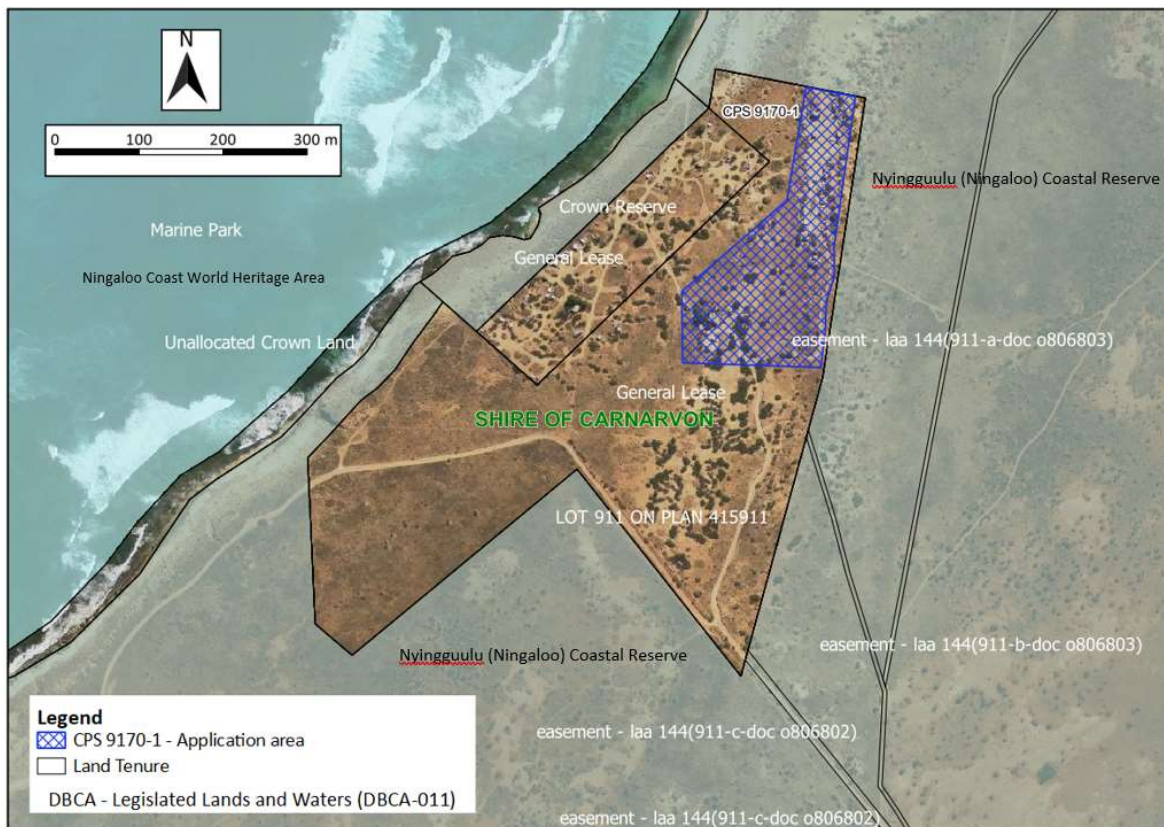 N
0 100 200 300 m
CPS 9170-1
Nyingguulu (Ningaloo) Coastal Reserve
Crown Reserve
Marine Park
General Lease
Ningaloo Coast World Heritage Area
Unallocated Crown Land
easement - laa 144(911-a-doc o806803)
General Lease
SHIRE OF CARNARVON
LOT 911 ON PLAN 415911
easement - laa 144(911-b-doc o806803)
Nyingguulu (Ningaloo) Coastal Reserve
easement - laa 144(911-c-doc o806802)
easement - laa 144(911-c-doc o806802)
Legend
CPS 9170-1 - Application area
Land Tenure
DBCA - Legislated Lands and Waters (DBCA-011)